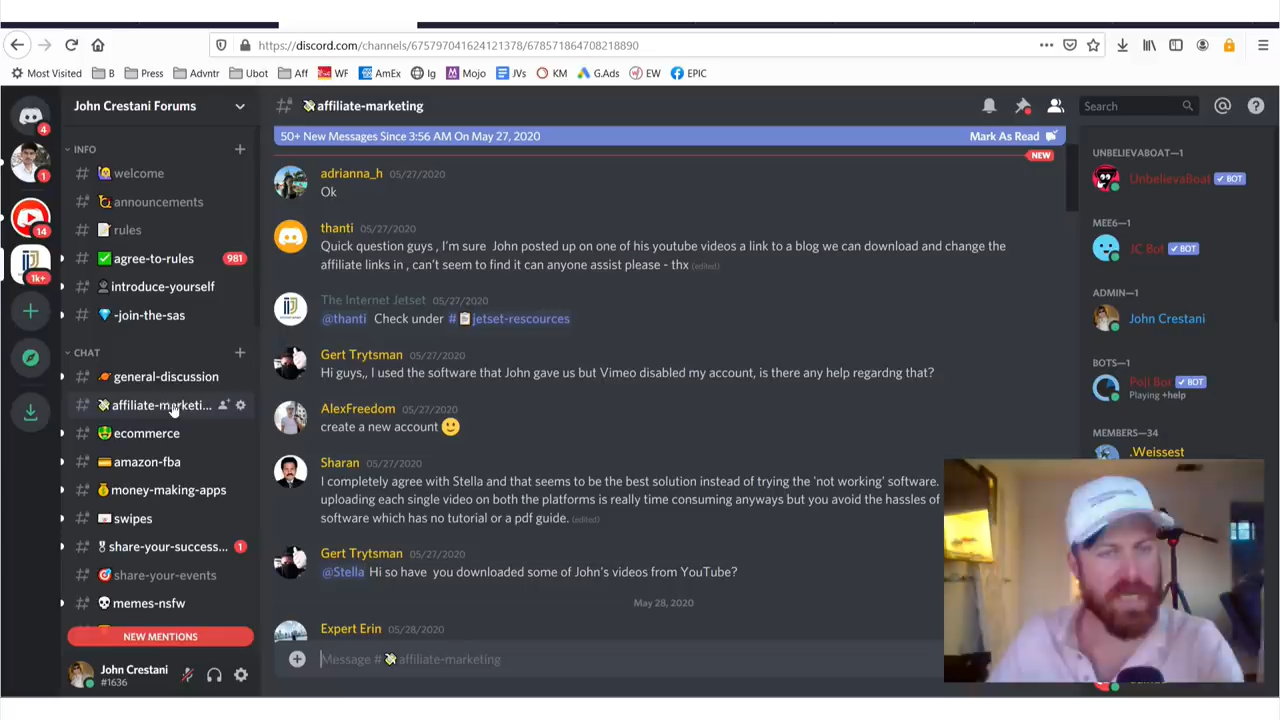 https://discord.com/channels/675797041624121378/678571864708218890
Most Visited B Press Advntr Ubot Aff WF AmEx Ig Mojo JVs KM G.Ads EW EPIC
4
1
14
1k+
John Crestani Forums
INFO
welcome
announcements
rules
agree-to-rules 981
introduce-yourself
-join-the-sas
CHAT
general-discussion
affiliate-marketi...
ecommerce
amazon-fba
money-making-apps
swipes
share-your-success... 1
share-your-events
memes-nsfw
NEW MENTIONS
John Crestani
#1636
affiliate-marketing
Search
50+ New Messages Since 3:56 AM On May 27, 2020 Mark As Read
NEW
adrianna_h 05/27/2020
Ok
thanti 05/27/2020
Quick question guys , I'm sure John posted up on one of his youtube videos a link to a blog we can download and change the
affiliate links in , can't seem to find it can anyone assist please - thx (edited)
The Internet Jetset 05/27/2020
@thanti Check under # jetset-rescources
Gert Trytsman 05/27/2020
Hi guys,, I used the software that John gave us but Vimeo disabled my account, is there any help regardng that?
AlexFreedom 05/27/2020
create a new account
Sharan 05/27/2020
I completely agree with Stella and that seems to be the best solution instead of trying the 'not working' software.
uploading each single video on both the platforms is really time consuming anyways but you avoid the hassles of
software which has no tutorial or a pdf guide. (edited)
Gert Trytsman 05/27/2020
@Stella Hi so have you downloaded some of John's videos from YouTube?
May 28, 2020
Expert Erin 05/28/2020
Message # affiliate-marketing
UNBELIEVABOAT—1
UnbelievaBoat BOT
MEE6—1
JC Bot BOT
ADMIN—1
John Crestani
BOTS—1
Poll Bot BOT
Playing +help
MEMBERS—34
.Weissest